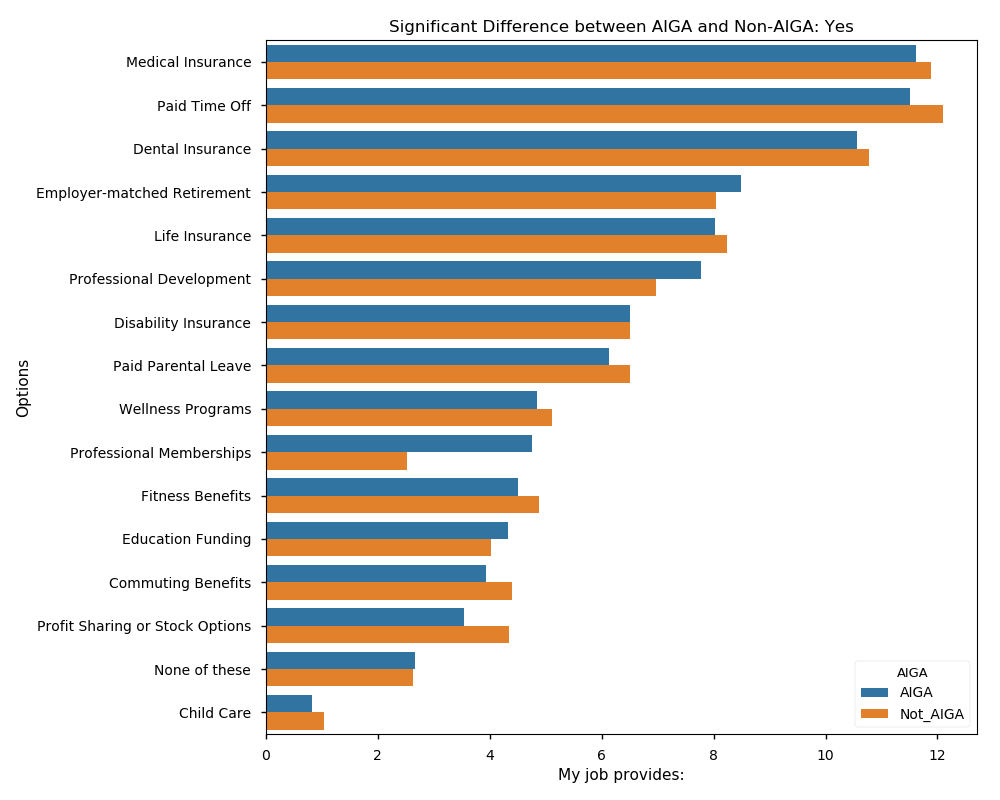 Significant Difference between AIGA and Non-AIGA: Yes
Options
Medical Insurance
Paid Time Off
Dental Insurance
Employer-matched Retirement
Life Insurance
Professional Development
Disability Insurance
Paid Parental Leave
Wellness Programs
Professional Memberships
Fitness Benefits
Education Funding
Commuting Benefits
Profit Sharing or Stock Options
None of these
Child Care
AIGA
AIGA
Not_AIGA
0 2 4 6 8 10 12
My job provides: